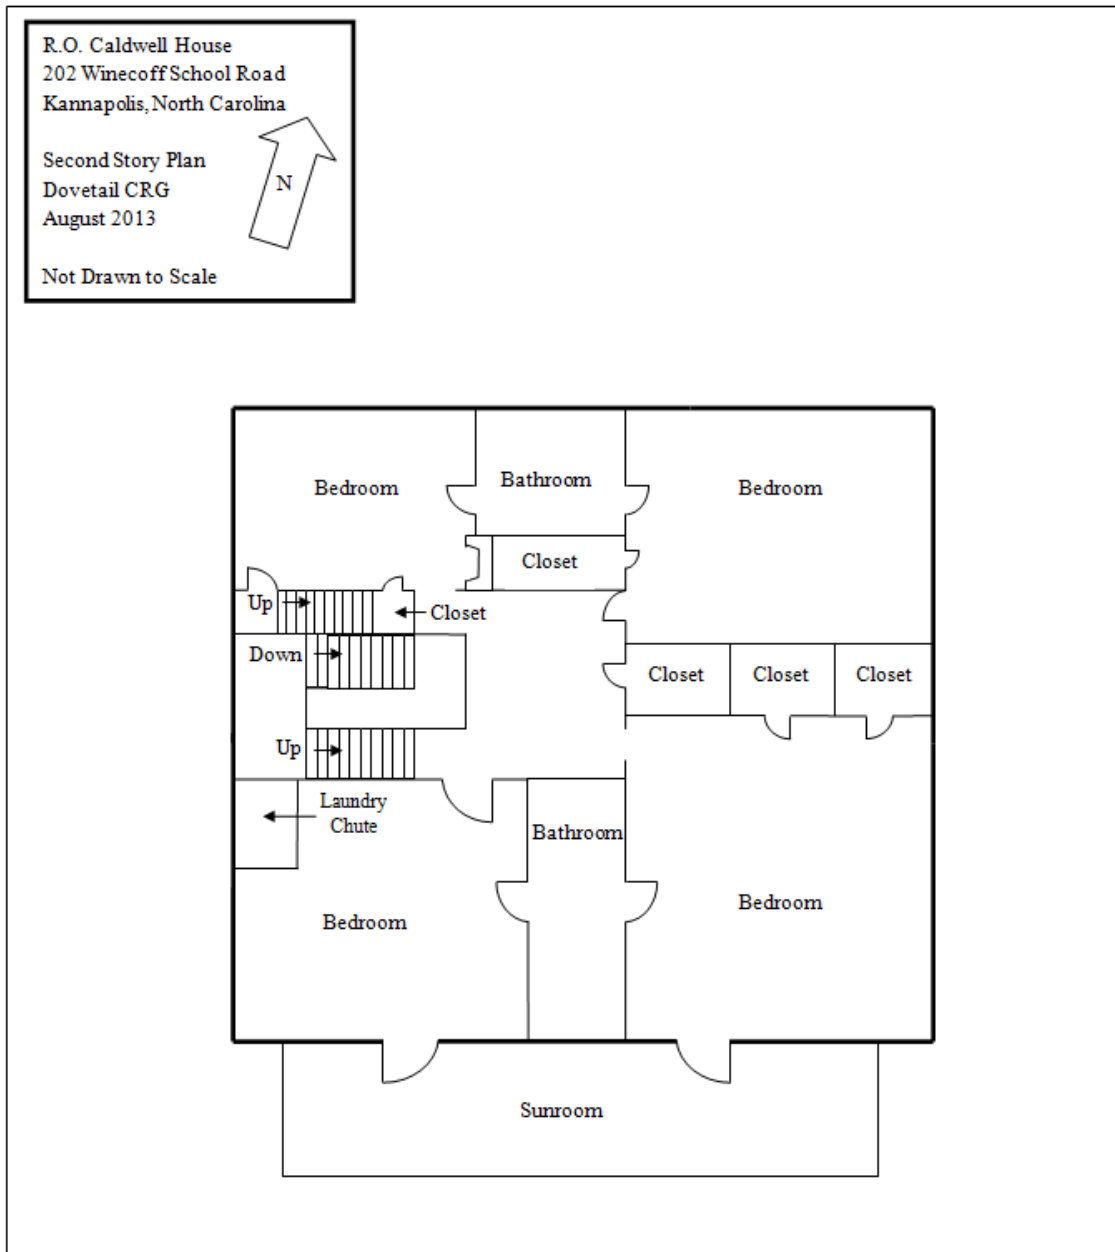 R.O. Caldwell House
202 Winecoff School Road
Kannapolis, North Carolina
Second Story Plan
Dovetail CRG
August 2013
Not Drawn to Scale
N
Bedroom
Bathroom
Bedroom
Closet
Up
Closet
Down
Closet
Closet
Closet
Up
Laundry
Chute
Bathroom
Bedroom
Bedroom
Sunroom